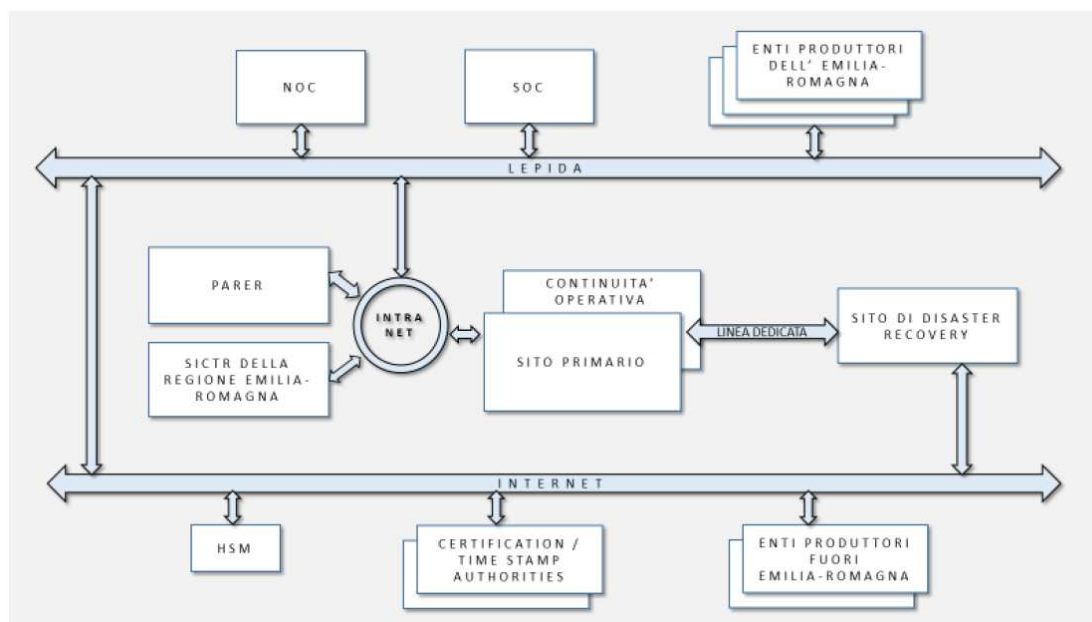 NOC
SOC
ENTI PRODUTTORI
DELL' EMILIA-
ROMAGNA
LEPIDA
PARER
INTRA
NET
CONTINUITA'
OPERATIVA
SITO PRIMARIO
LINEA DEDICATA
SITO DI DISASTER
RECOVERY
SICTR DELLA
REGIONE EMILIA-
ROMAGNA
INTERNET
HSM
CERTIFICATION /
TIME STAMP
AUTHORITIES
ENTI PRODUTTORI
FUORI
EMILIA-ROMAGNA